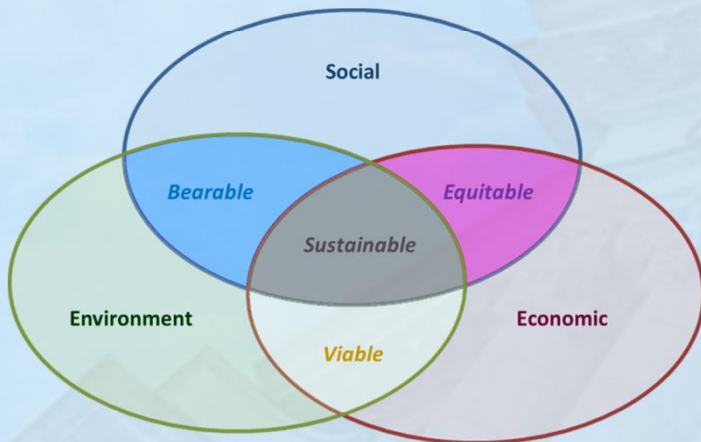 Social
Bearable
Equitable
Sustainable
Environment
Economic
Viable